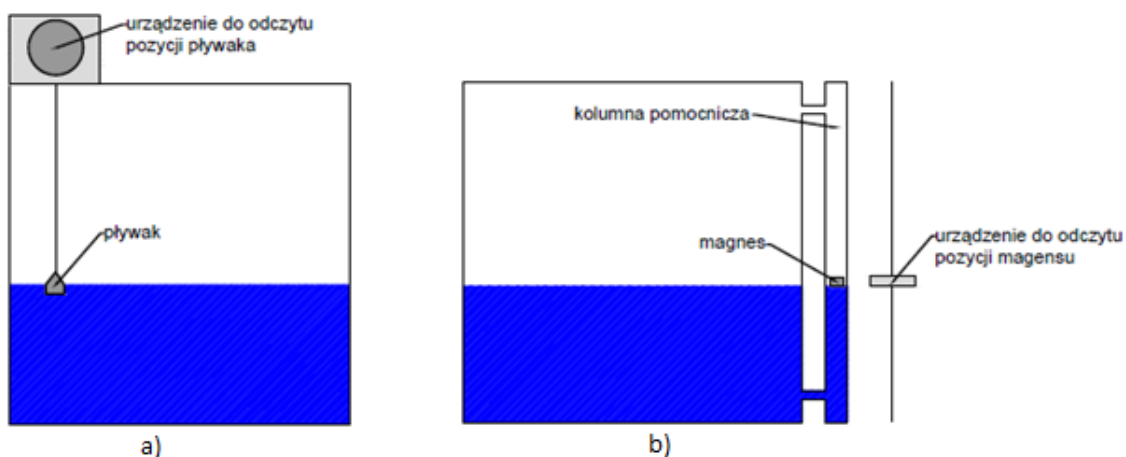 urządzenie do odczytu
pozycji pływaka
pływak
a)
kolumna pomocnicza
magnes
urządzenie do odczytu
pozycji magensu
b)